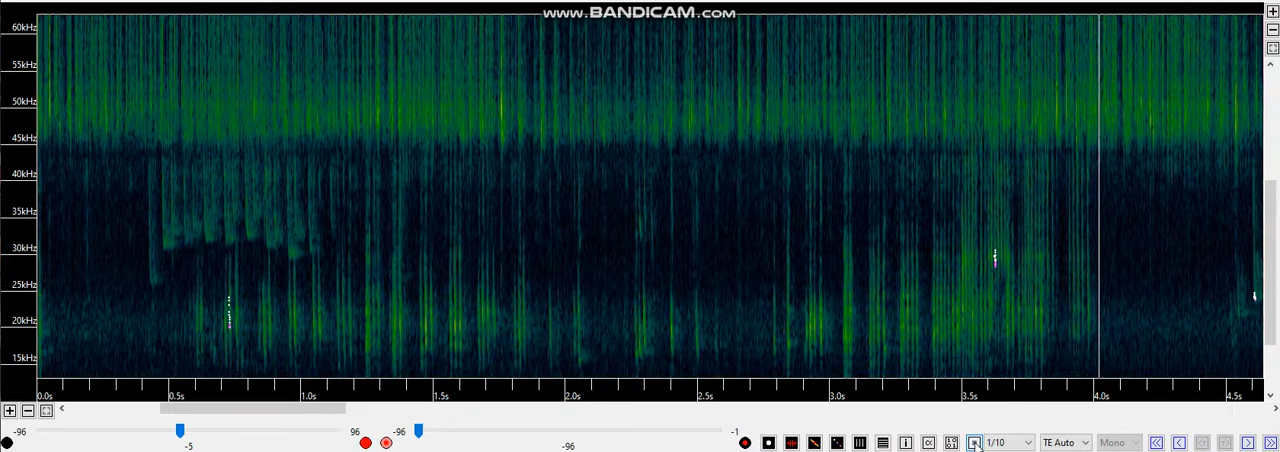 www.BANDICAM.com
60kHz
55kHz
50kHz
45kHz
40kHz
35kHz
30kHz
25kHz
20kHz
15kHz
0.0s 0.5s 1.0s 1.5s 2.0s 2.5s 3.0s 3.5s 4.0s 4.5s
-96 96 -96 -1
-5 -96
1/10 TE Auto Mono